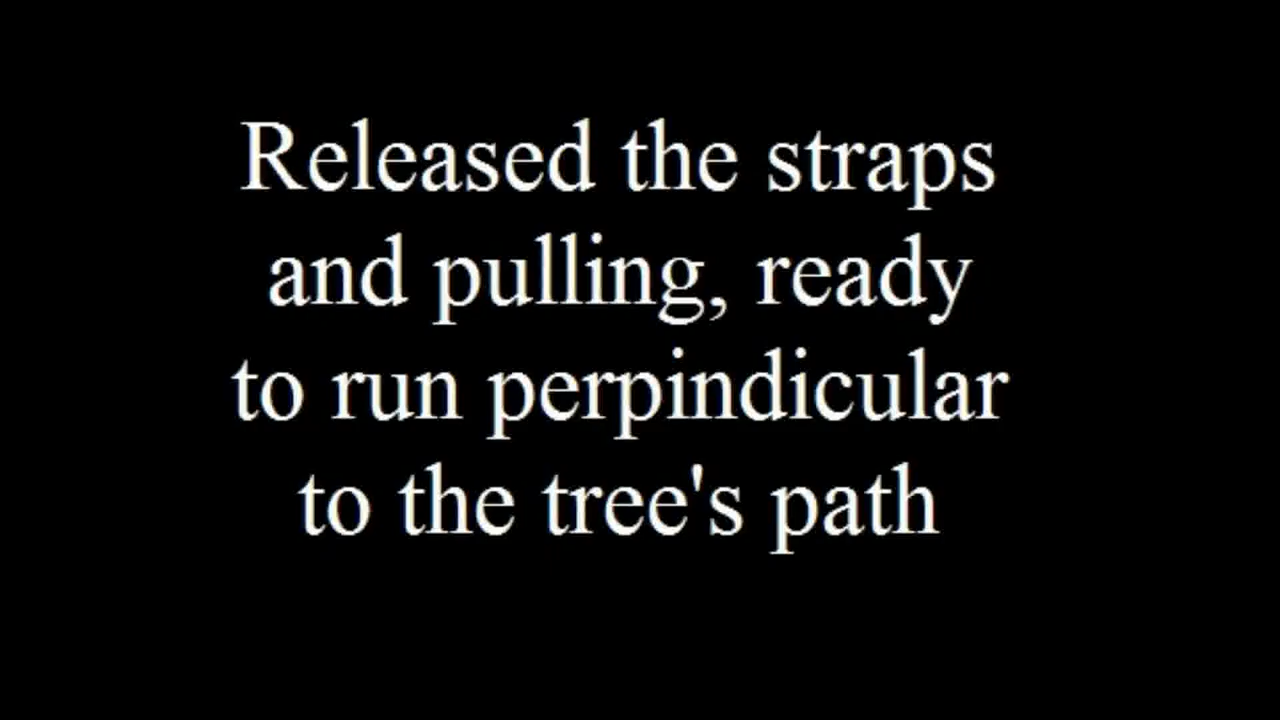 Released the straps
and pulling, ready
to run perpindicular
to the tree's path